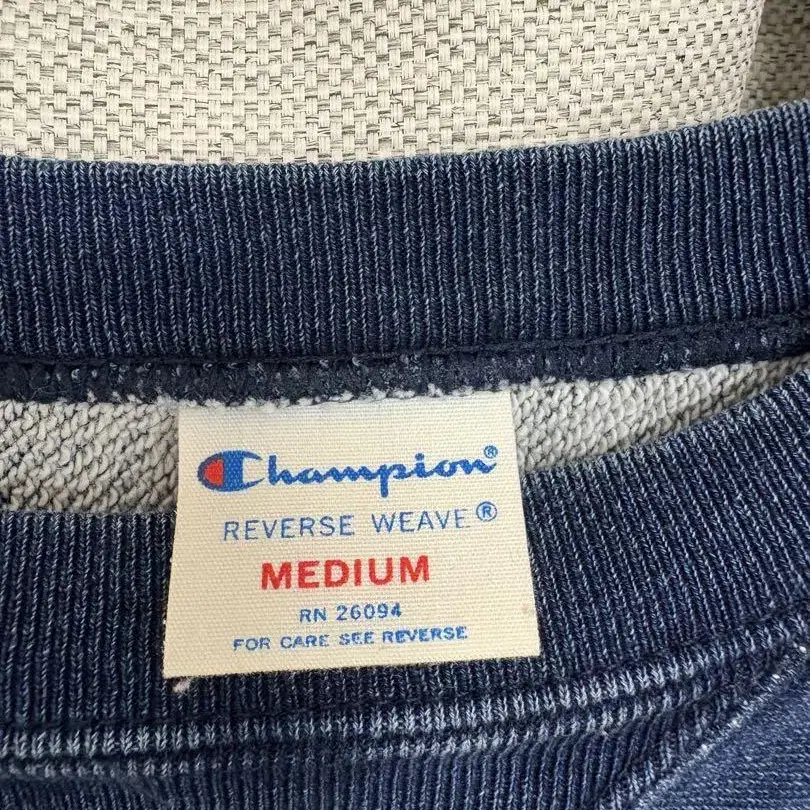 Champion®
REVERSE WEAVE®
MEDIUM
RN 26094
FOR CARE SEE REVERSE